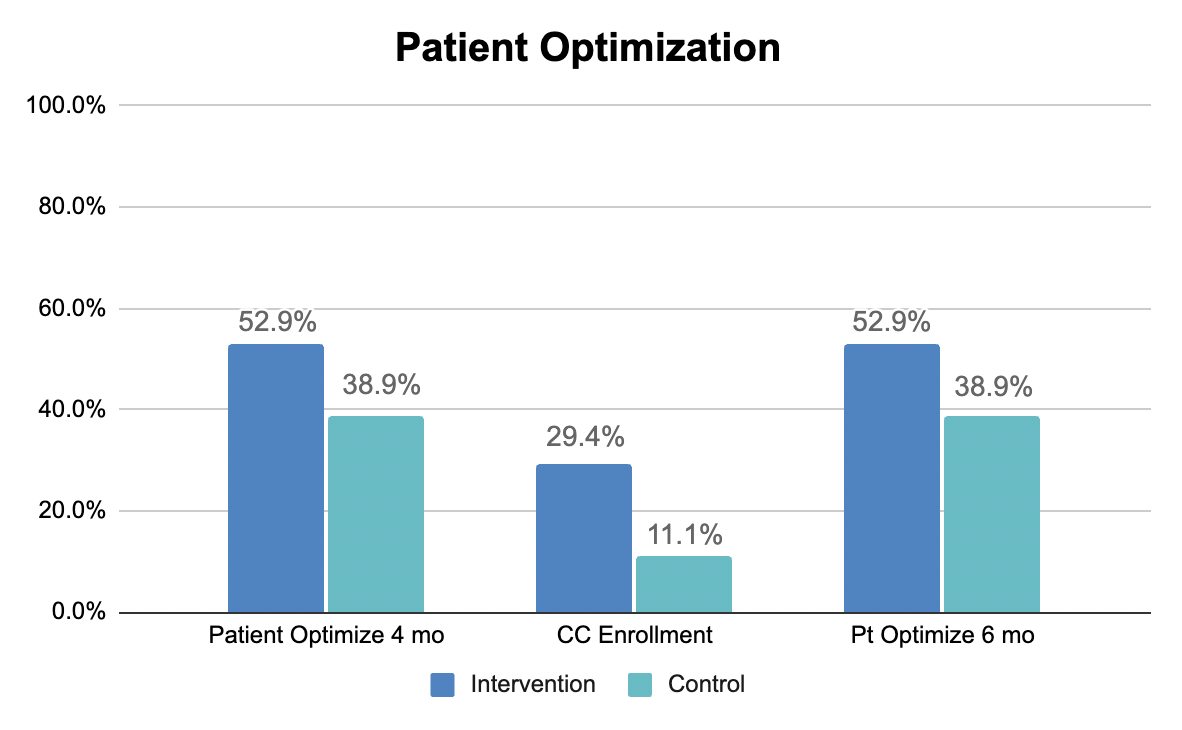 Patient Optimization
100.0%
80.0%
60.0%
40.0%
20.0%
0.0%
52.9%
38.9%
29.4%
11.1%
52.9%
38.9%
Patient Optimize 4 mo
CC Enrollment
Pt Optimize 6 mo
Intervention
Control